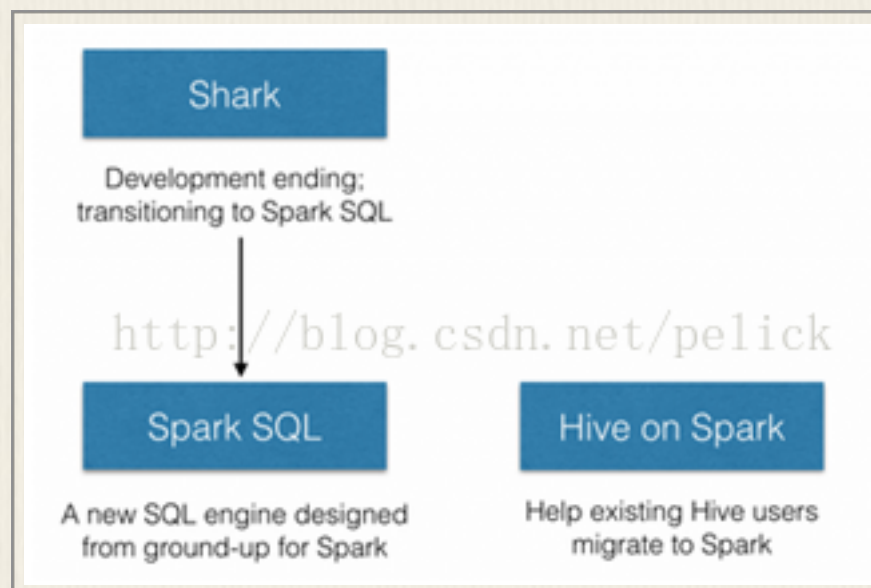 Shark
Development ending;
transitioning to Spark SQL
http://blog.csdn.net/pelick
Spark SQL
Hive on Spark
A new SQL engine designed
from ground-up for Spark
Help existing Hive users
migrate to Spark